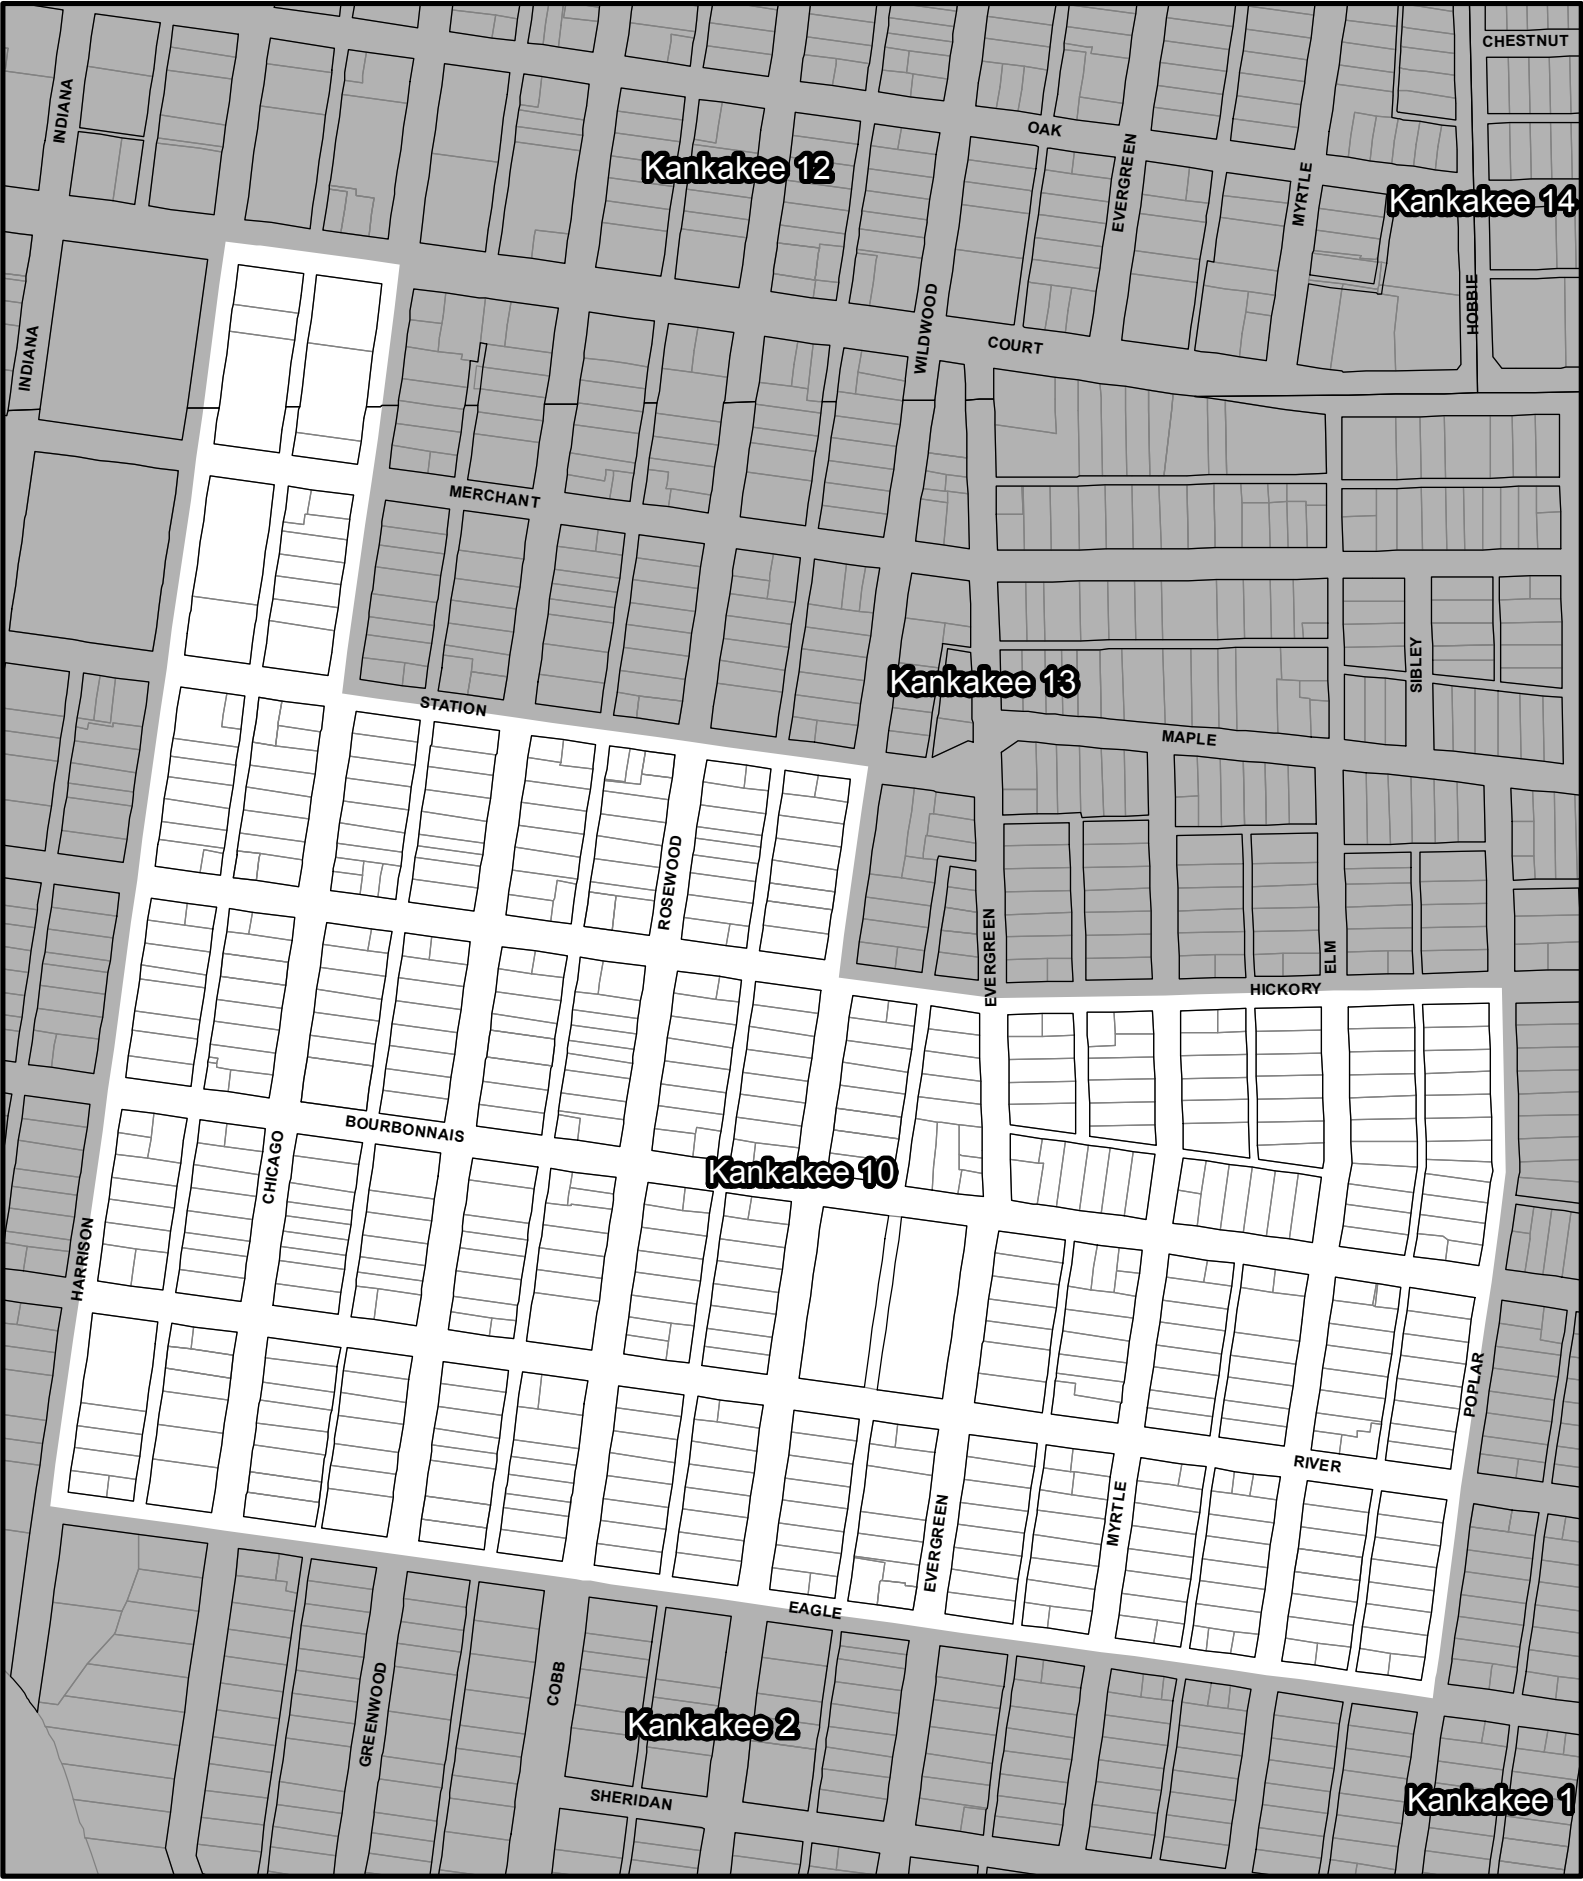 CHESTNUT
INDIANA
OAK
EVERGREEN
Kankakee 12
MYRTLE
Kankakee 14
HOBBIE
WILDWOOD
INDIANA
COURT
MERCHANT
SIBLEY
Kankakee 13
STATION
MAPLE
ROSEWOOD
EVERGREEN
ELM
HICKORY
BOURBONNAIS
CHICAGO
Kankakee 10
HARRISON
POPLAR
RIVER
MYRTLE
EVERGREEN
EAGLE
GREENWOOD
COBB
Kankakee 2
SHERIDAN
Kankakee 1